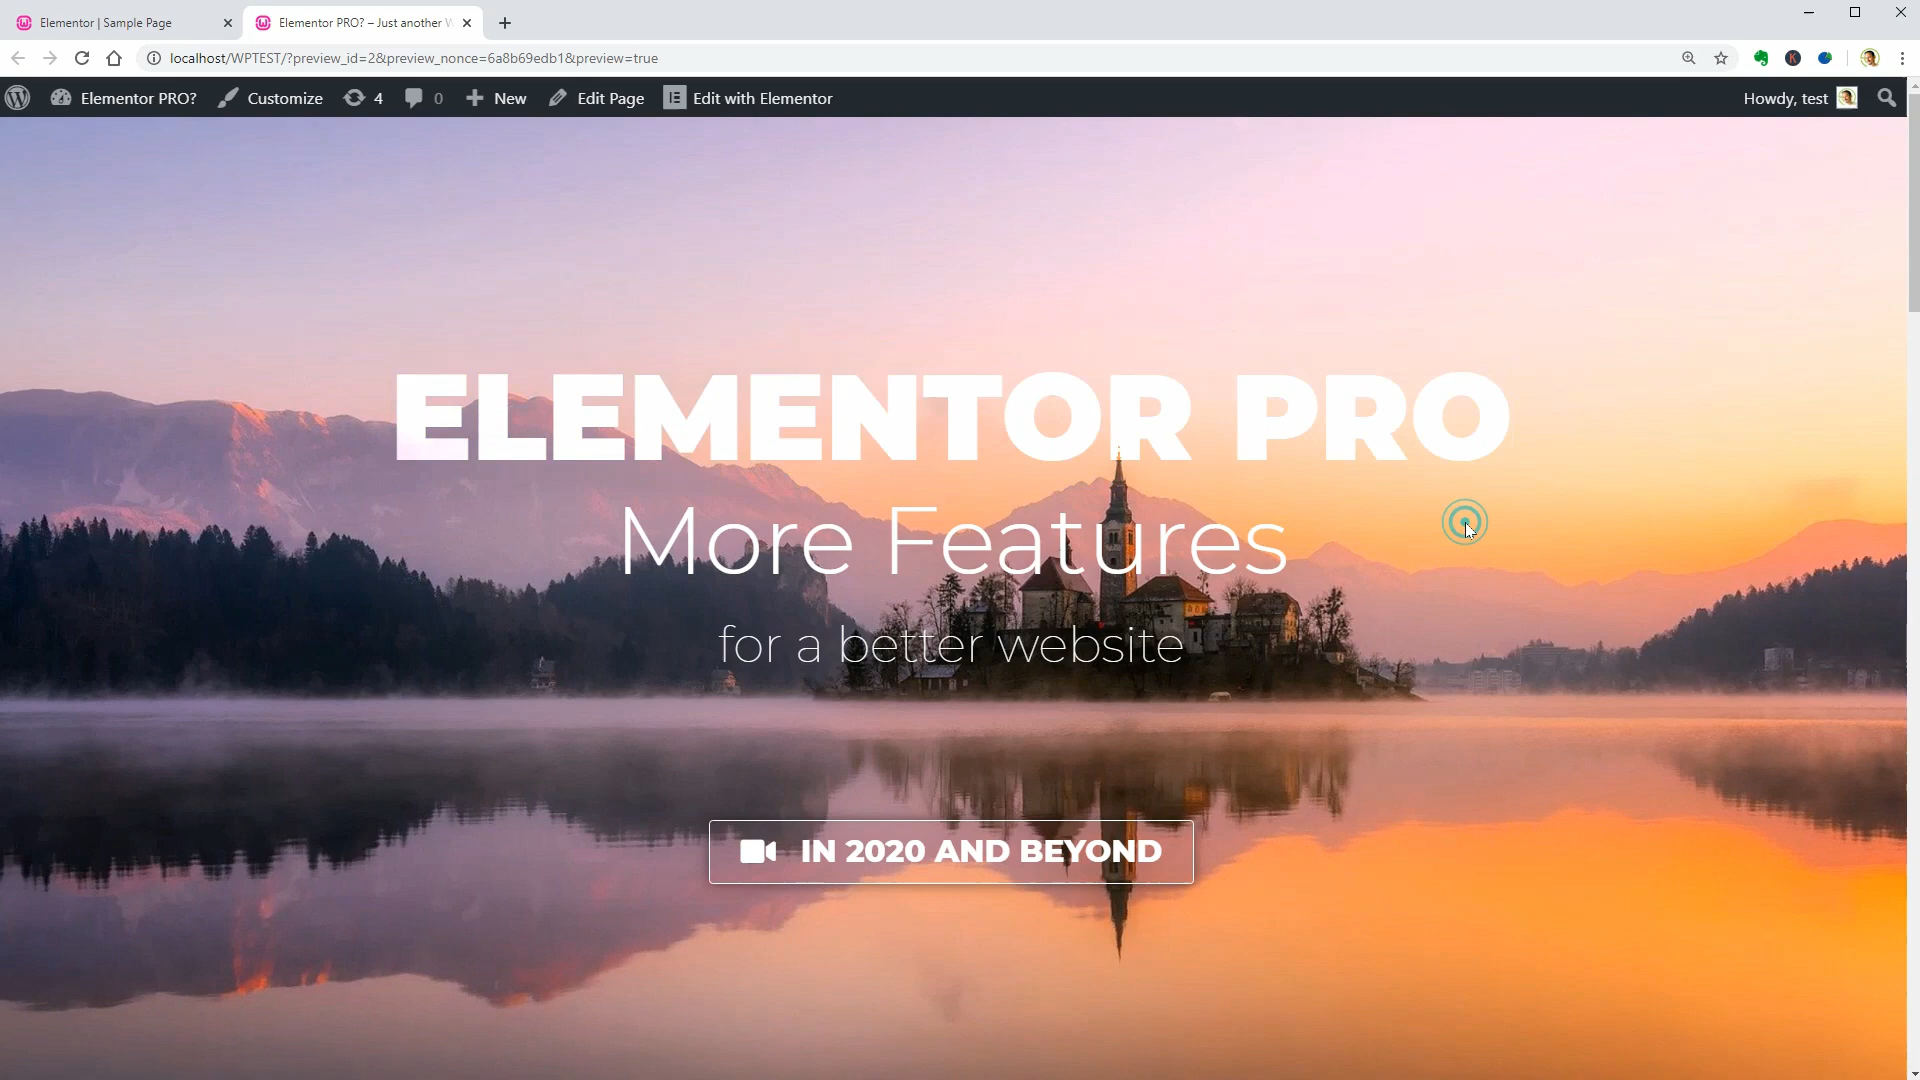 Elementor | Sample Page
Elementor PRO? – Just another W
localhost/WPTEST/?preview_id=2&preview_nonce=6a8b69edb1&preview=true
Elementor PRO? Customize 4 0 New Edit Page Edit with Elementor Howdy, test
ELEMENTOR PRO
More Features
for a better website
IN 2020 AND BEYOND